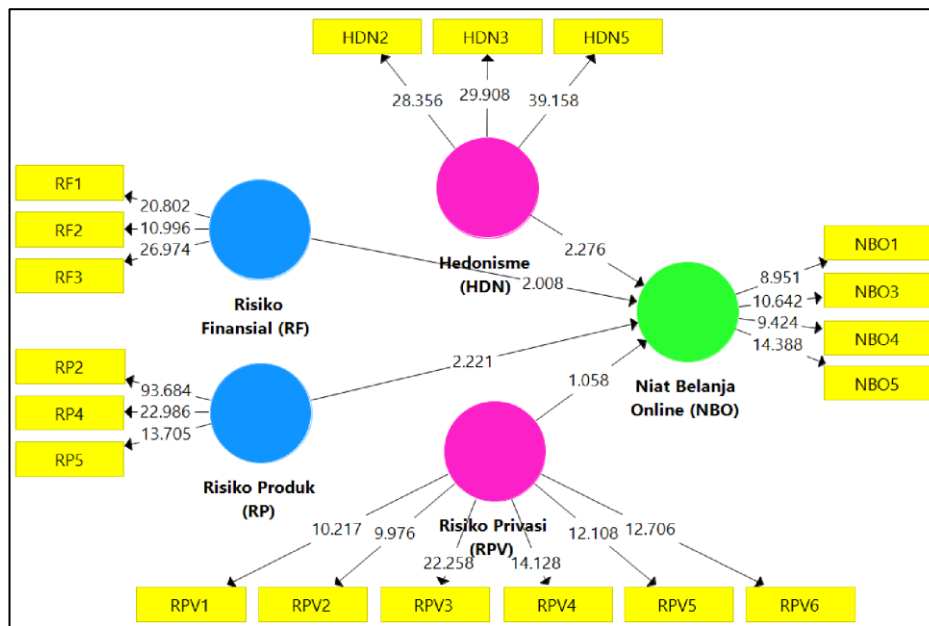 HDN2
HDN3
HDN5
28.356
29.908
39.158
RF1
RF2
RF3
20.802
10.996
26.974
Risiko
Finansial (RF)
Hedonisme
(HDN)
2.276
2.008
NBO1
NBO3
NBO4
NBO5
8.951
10.642
9.424
14.388
Niat Belanja
Online (NBO)
RP2
RP4
RP5
93.684
22.986
13.705
2.221
1.058
Risiko Produk
(RP)
Risiko Privasi
(RPV)
10.217
9.976
22.258
14.128
12.108
12.706
RPV1
RPV2
RPV3
RPV4
RPV5
RPV6